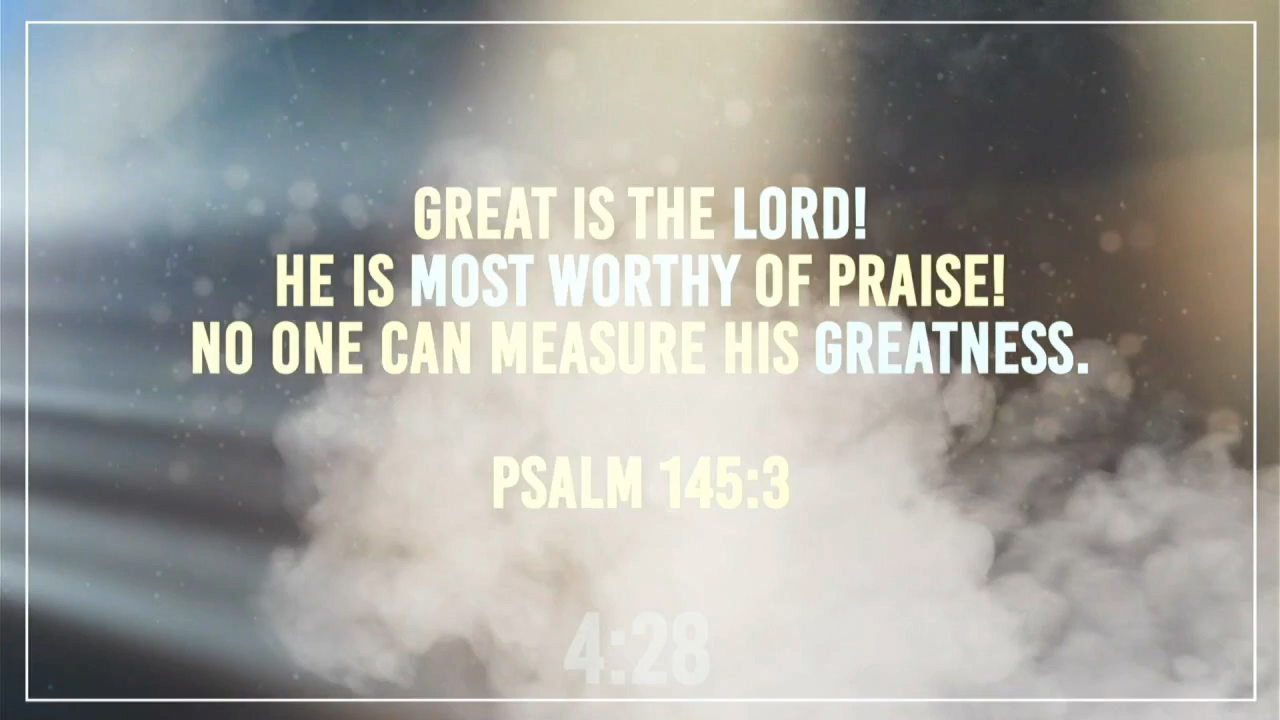 GREAT IS THE LORD!
HE IS MOST WORTHY OF PRAISE!
NO ONE CAN MEASURE HIS GREATNESS.
PSALM 145:3
4:28